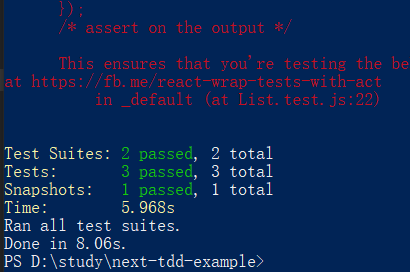 });
/* assert on the output */
This ensures that you're testing the be
at https://fb.me/react-wrap-tests-with-act
in _default (at List.test.js:22)
Test Suites: 2 passed, 2 total
Tests: 3 passed, 3 total
Snapshots: 1 passed, 1 total
Time: 5.968s
Ran all test suites.
Done in 8.06s.
PS D:\study\next-tdd-example>